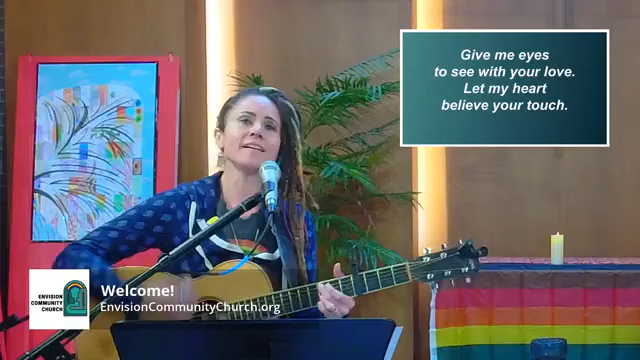 Give me eyes
to see with your love.
Let my heart
believe your touch.
ENVISION
COMMUNITY
CHURCH
Welcome!
EnvisionCommunityChurch.org